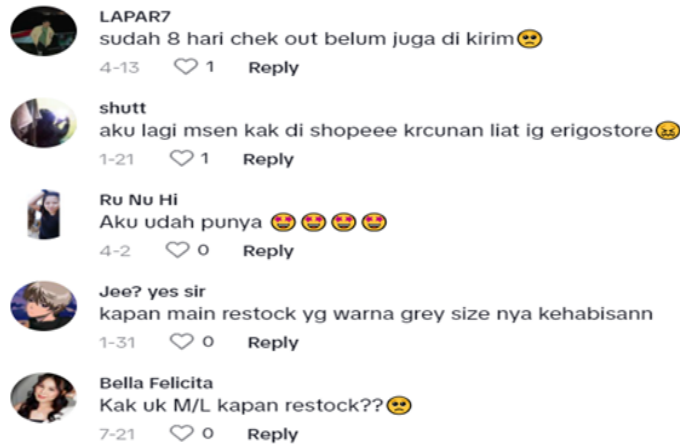 LAPAR7
sudah 8 hari chek out belum juga di kirim🥺
4-13 1 Reply
shutt
aku lagi msen kak di shopeee krcunan liat ig erigostore😖
1-21 1 Reply
Ru Nu Hi
Aku udah punya 🤩🤩🤩🤩
4-2 0 Reply
Jee? yes sir
kapan main restock yg warna grey size nya kehabisann
1-31 0 Reply
Bella Felicita
Kak uk M/L kapan restock??🥺
7-21 0 Reply